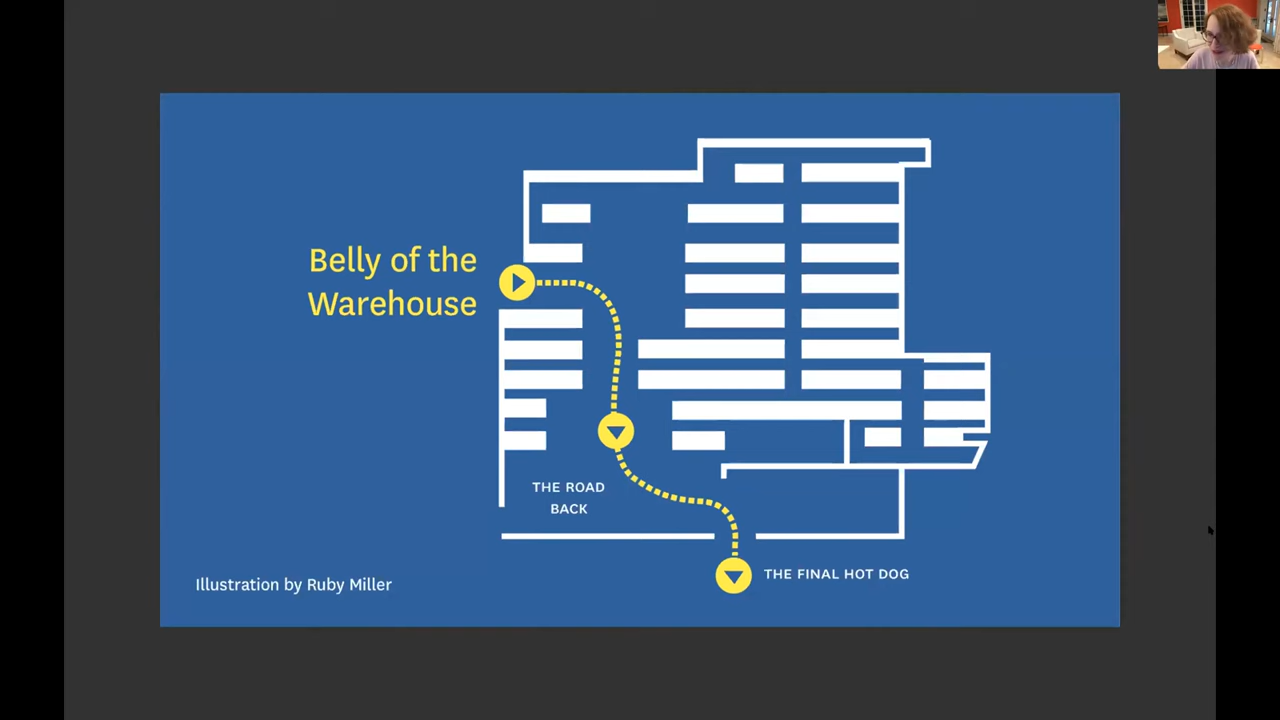 Belly of the
Warehouse
THE ROAD
BACK
THE FINAL HOT DOG
Illustration by Ruby Miller